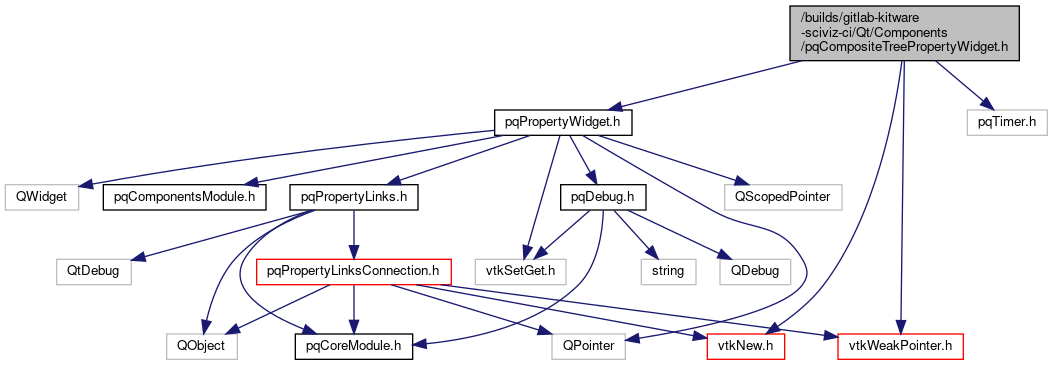 /builds/gitlab-kitware
-sciviz-ci/Qt/Components
/pqCompositeTreePropertyWidget.h
pqPropertyWidget.h
pqTimer.h
QWidget
pqComponentsModule.h
pqPropertyLinks.h
pqDebug.h
QScopedPointer
QtDebug
pqPropertyLinksConnection.h
vtkSetGet.h
string
QDebug
QObject
pqCoreModule.h
QPointer
vtkNew.h
vtkWeakPointer.h